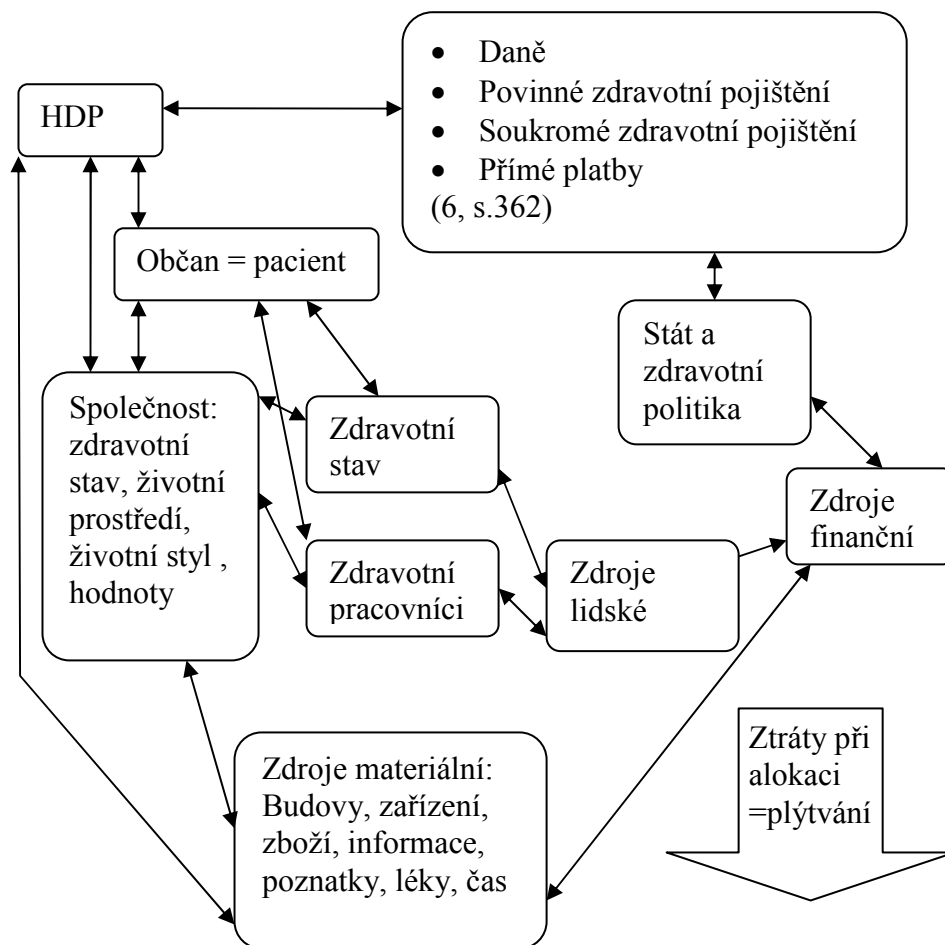 • Daně
• Povinné zdravotní pojištění
• Soukromé zdravotní pojištění
• Přímé platby
(6, s.362)
HDP
Občan = pacient
Stát a
zdravotní
politika
Společnost:
zdravotní
stav, životní
prostředí,
životní styl ,
hodnoty
Zdravotní
stav
Zdroje
finanční
Zdravotní
pracovníci
Zdroje
lidské
Zdroje materiální:
Budovy, zařízení,
zboží, informace,
poznatky, léky, čas
Ztráty při
alokaci
=plýtvání